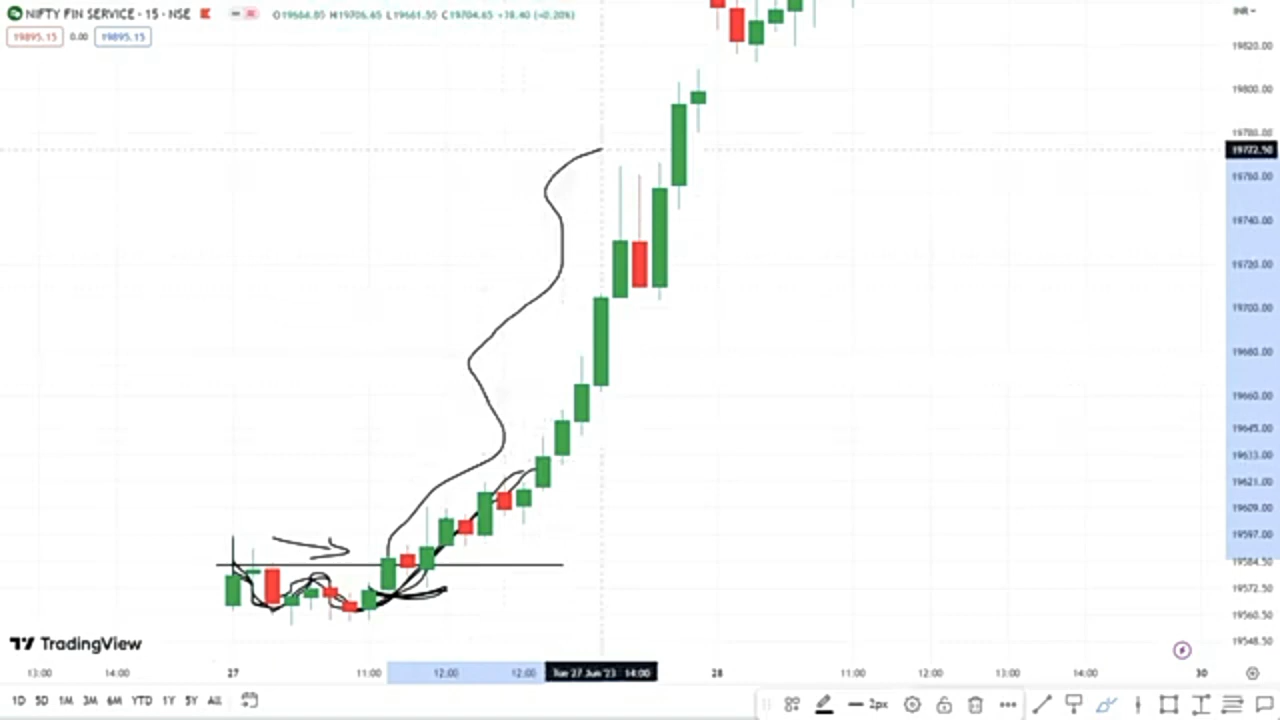 NIFTY FIN SERVICE · 15 · NSE
O19664.05 H19706.65 L19661.50 C19704.65 +38.40 (+0.20%)
INR
19895.15 0.00 19895.15
19820.00
19800.00
19780.00
19772.50
19760.00
19740.00
19720.00
19700.00
19680.00
19660.00
19645.00
19633.00
19621.00
19609.00
19597.00
19584.50
19572.50
19560.50
19548.50
TradingView
13:00 14:00 27 11:00 12:00 12:00 Tue 27 Jun '23 14:00 28 11:00 12:00 13:00 14:00 30
1D 5D 1M 3M 6M YTD 1Y 5Y All
2px